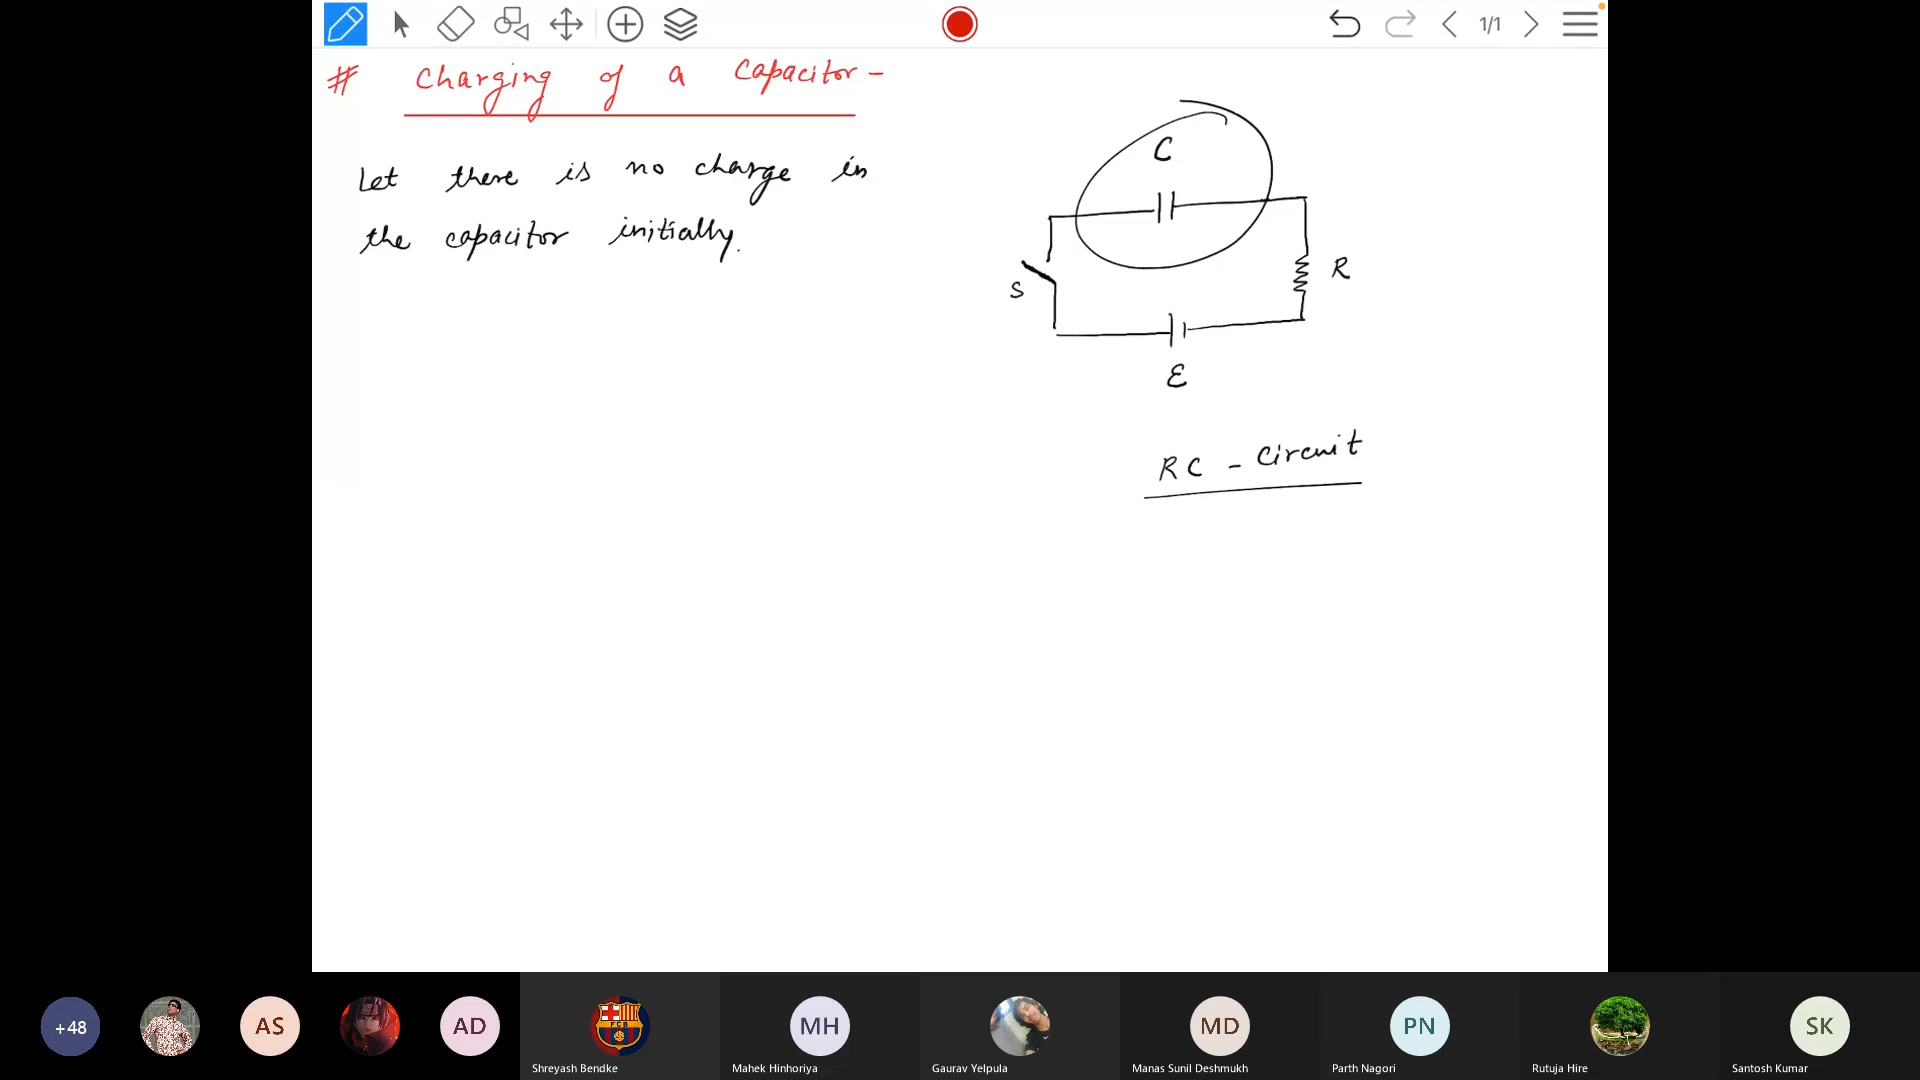 1/1
# Charging of a Capacitor -
Let there is no charge in
the capacitor initially.
C
S
R
ε
RC - Circuit
+48
AS
AD
FCB
MH
MD
PN
SK
Shreyash Bendke
Mahek Hinhoriya
Gaurav Yelpula
Manas Sunil Deshmukh
Parth Nagori
Rutuja Hire
Santosh Kumar